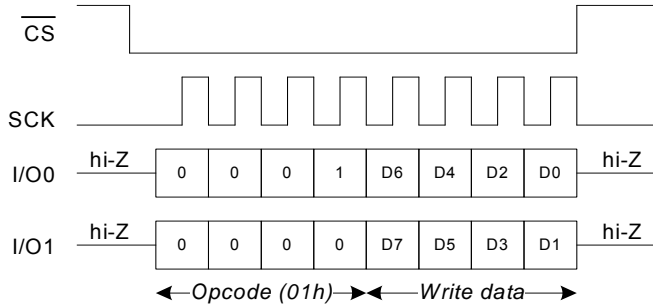 CS
SCK
I/O0 hi-Z 0 0 0 1 D6 D4 D2 D0 hi-Z
I/O1 hi-Z 0 0 0 0 D7 D5 D3 D1 hi-Z
Opcode (01h) Write data